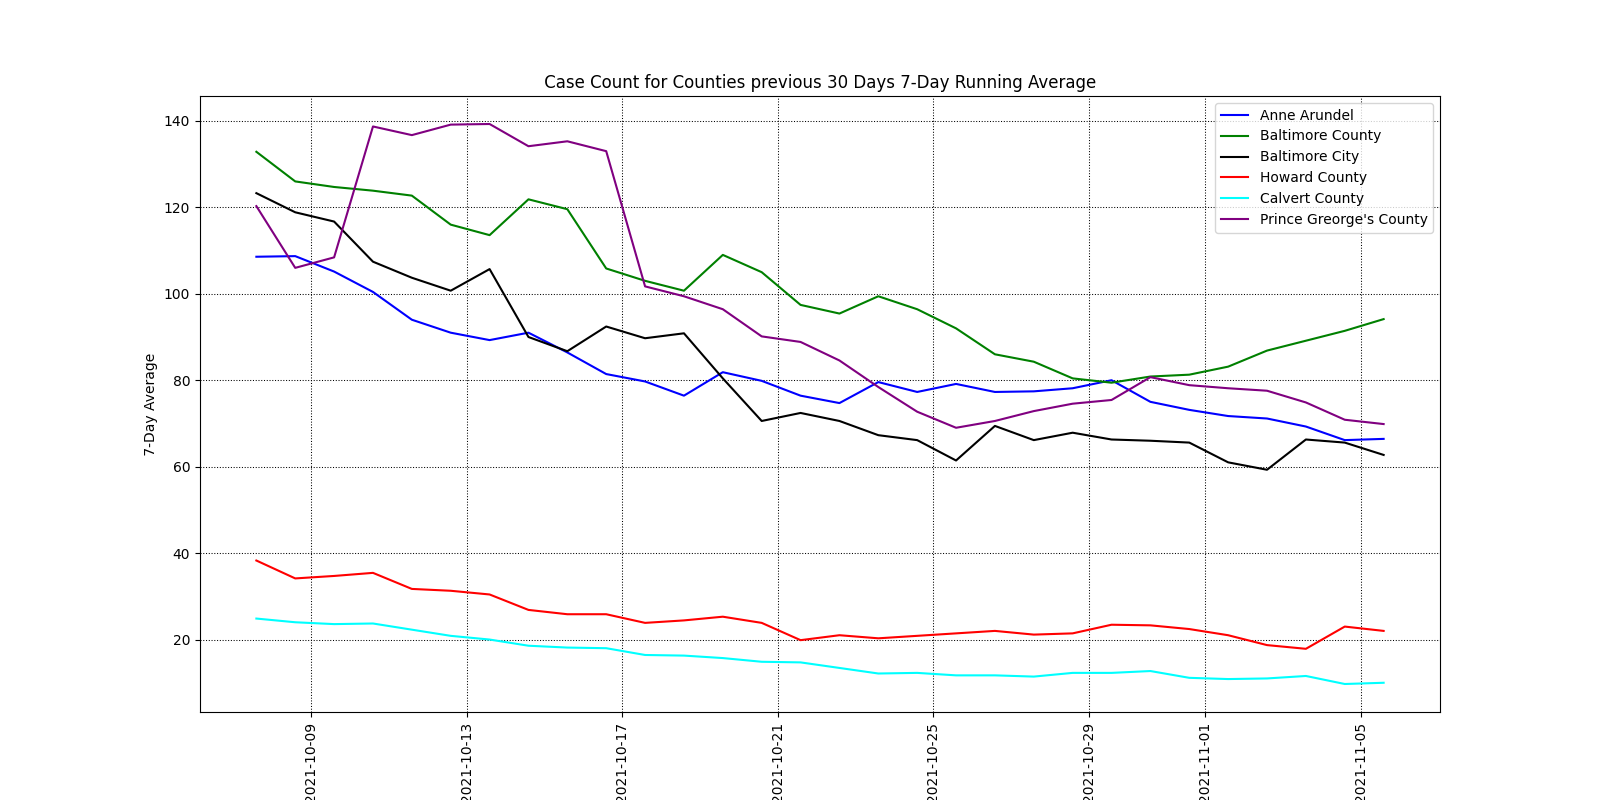 Case Count for Counties previous 30 Days 7-Day Running Average
Anne Arundel
Baltimore County
Baltimore City
Howard County
Calvert County
Prince Greorge's County
7-Day Average
140
120
100
80
60
40
20
2021-10-09
2021-10-13
2021-10-17
2021-10-21
2021-10-25
2021-10-29
2021-11-01
2021-11-05